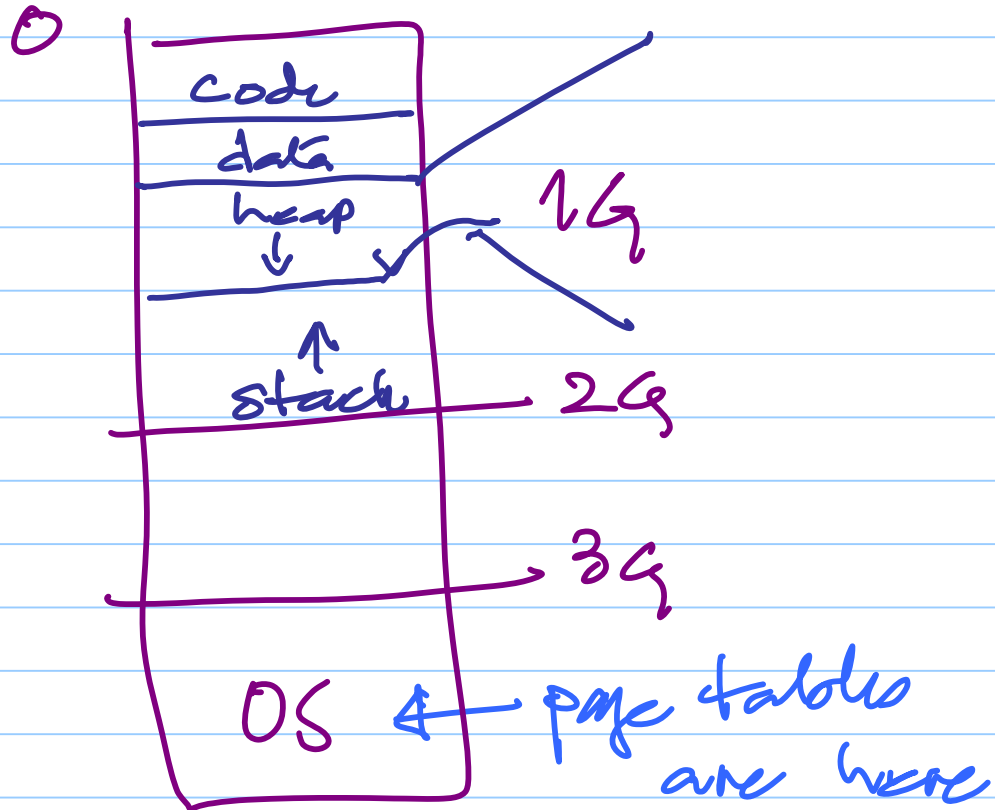 0
code
data
heap
1G
stack
2G
3G
OS
page tables
are here